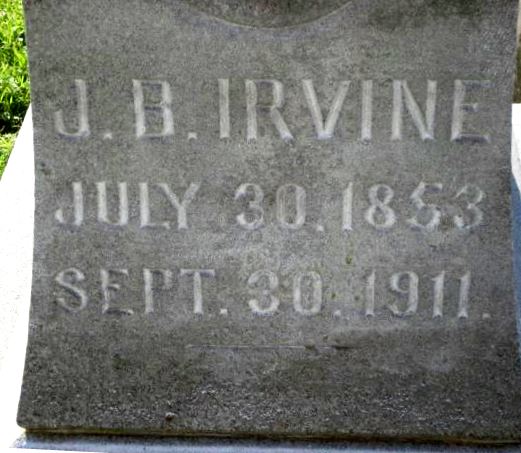 J. B. IRVINE
JULY 30, 1853
SEPT. 30, 1911.